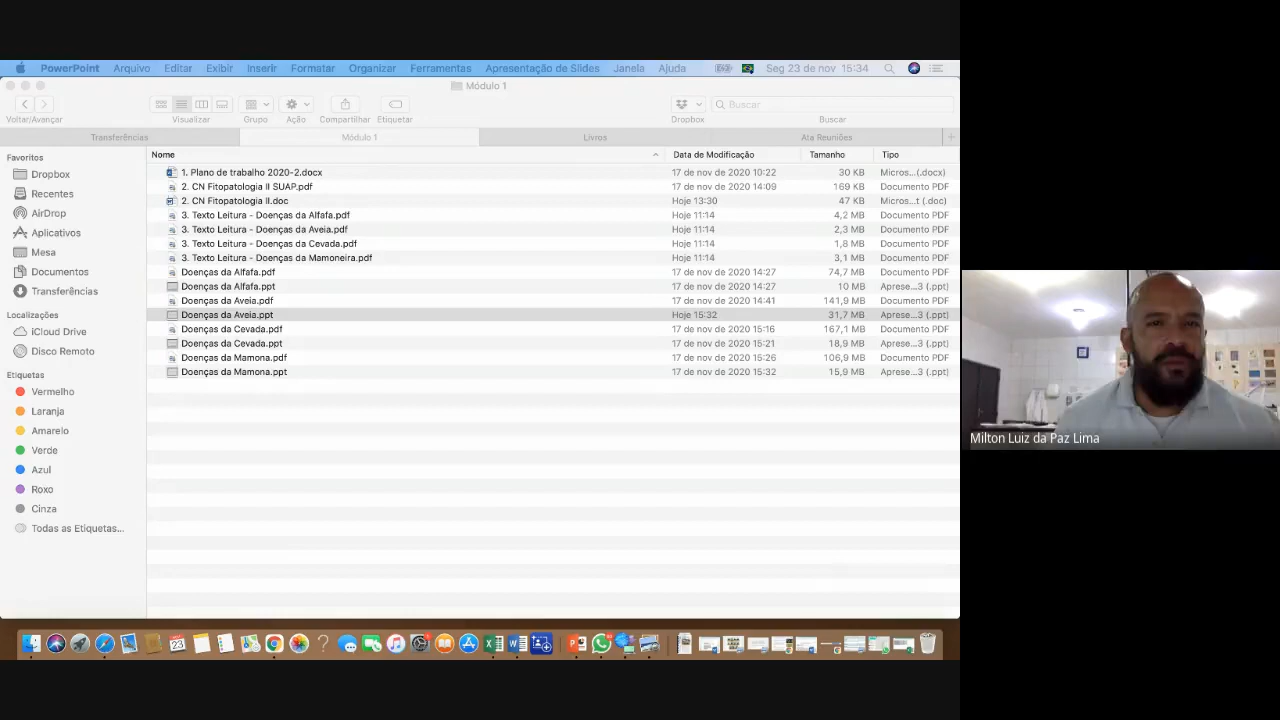 PowerPoint Arquivo Editar Exibir Inserir Formatar Organizar Ferramentas Apresentação de Slides Janela Ajuda Seg 23 de nov 15:34
Módulo 1
Buscar
Voltar/Avançar Visualizar Grupo Ação Compartilhar Etiquetar Dropbox Buscar
Transferências Módulo 1 Livros Ata Reuniões
Nome Data de Modificação Tamanho Tipo
1. Plano de trabalho 2020-2.docx 17 de nov de 2020 10:22 30 KB Micros...(.docx)
2. CN Fitopatologia II SUAP.pdf 17 de nov de 2020 14:09 169 KB Documento PDF
2. CN Fitopatologia II.doc Hoje 13:30 47 KB Micros...t (.doc)
3. Texto Leitura - Doenças da Alfafa.pdf Hoje 11:14 4,2 MB Documento PDF
3. Texto Leitura - Doenças da Aveia.pdf Hoje 11:14 2,3 MB Documento PDF
3. Texto Leitura - Doenças da Cevada.pdf Hoje 11:14 1,8 MB Documento PDF
3. Texto Leitura - Doenças da Mamoneira.pdf Hoje 11:14 3,1 MB Documento PDF
Doenças da Alfafa.pdf 17 de nov de 2020 14:27 74,7 MB Documento PDF
Doenças da Alfafa.ppt 17 de nov de 2020 14:27 10 MB Aprese...3 (.ppt)
Doenças da Aveia.pdf 17 de nov de 2020 14:41 141,9 MB Documento PDF
Doenças da Aveia.ppt Hoje 15:32 31,7 MB Aprese...3 (.ppt)
Doenças da Cevada.pdf 17 de nov de 2020 15:16 167,1 MB Documento PDF
Doenças da Cevada.ppt 17 de nov de 2020 15:21 18,9 MB Aprese...3 (.ppt)
Doenças da Mamona.pdf 17 de nov de 2020 15:26 106,9 MB Documento PDF
Doenças da Mamona.ppt 17 de nov de 2020 15:32 15,9 MB Aprese...3 (.ppt)
Favoritos
Dropbox
Recentes
AirDrop
Aplicativos
Mesa
Documentos
Transferências
Localizações
iCloud Drive
Disco Remoto
Etiquetas
Vermelho
Laranja
Amarelo
Verde
Azul
Roxo
Cinza
Todas as Etiquetas...
Milton Luiz da Paz Lima
23